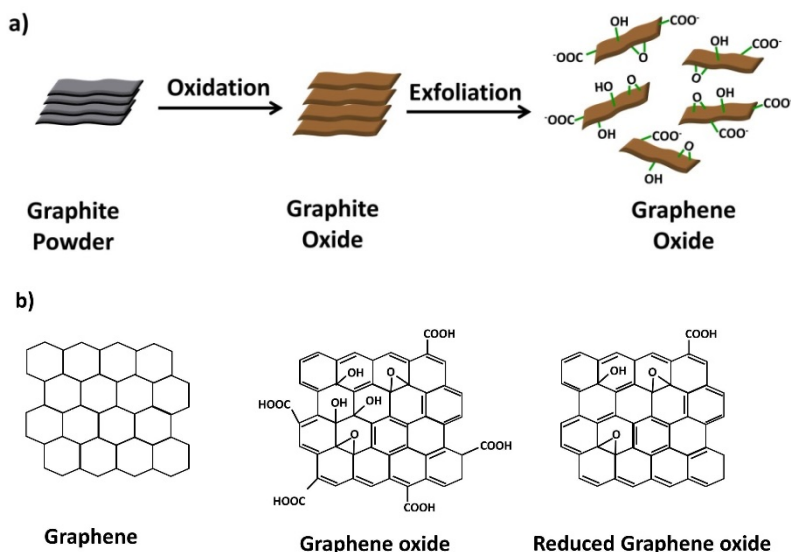 a)
Oxidation
Exfoliation
Graphite
Powder
Graphite
Oxide
OH
COO⁻
⁻OOC
O
OH
COO⁻
O
HO
O
⁻OOC
OH
O
OH
COO⁻
COO⁻
COO⁻
O
OH
Graphene
Oxide
b)
Graphene
COOH
OH
O
OH
OH
HOOC
O
COOH
HOOC
COOH
Graphene oxide
COOH
OH
O
O
Reduced Graphene oxide